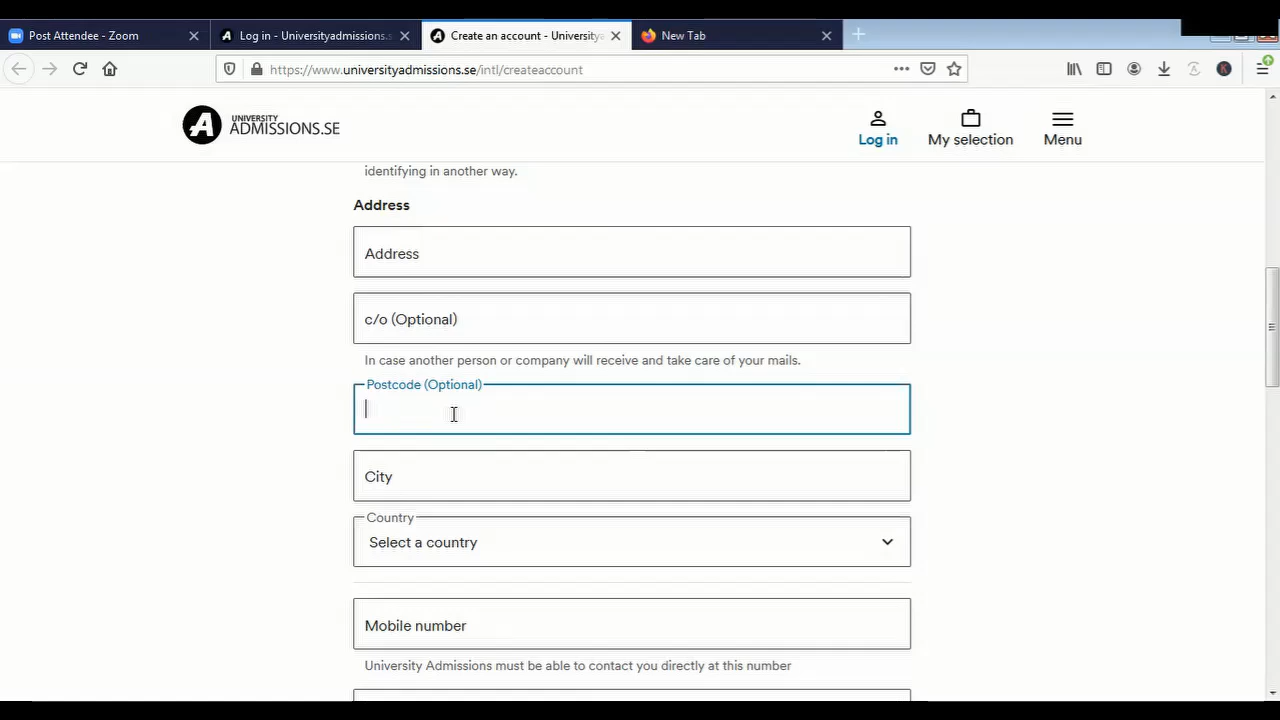 Post Attendee - Zoom
Log in - Universityadmissions.s
Create an account - Universitya
New Tab
https://www.universityadmissions.se/intl/createaccount
UNIVERSITY
ADMISSIONS.SE
Log in
My selection
Menu
identifying in another way.
Address
Address
c/o (Optional)
In case another person or company will receive and take care of your mails.
Postcode (Optional)
City
Country
Select a country
Mobile number
University Admissions must be able to contact you directly at this number